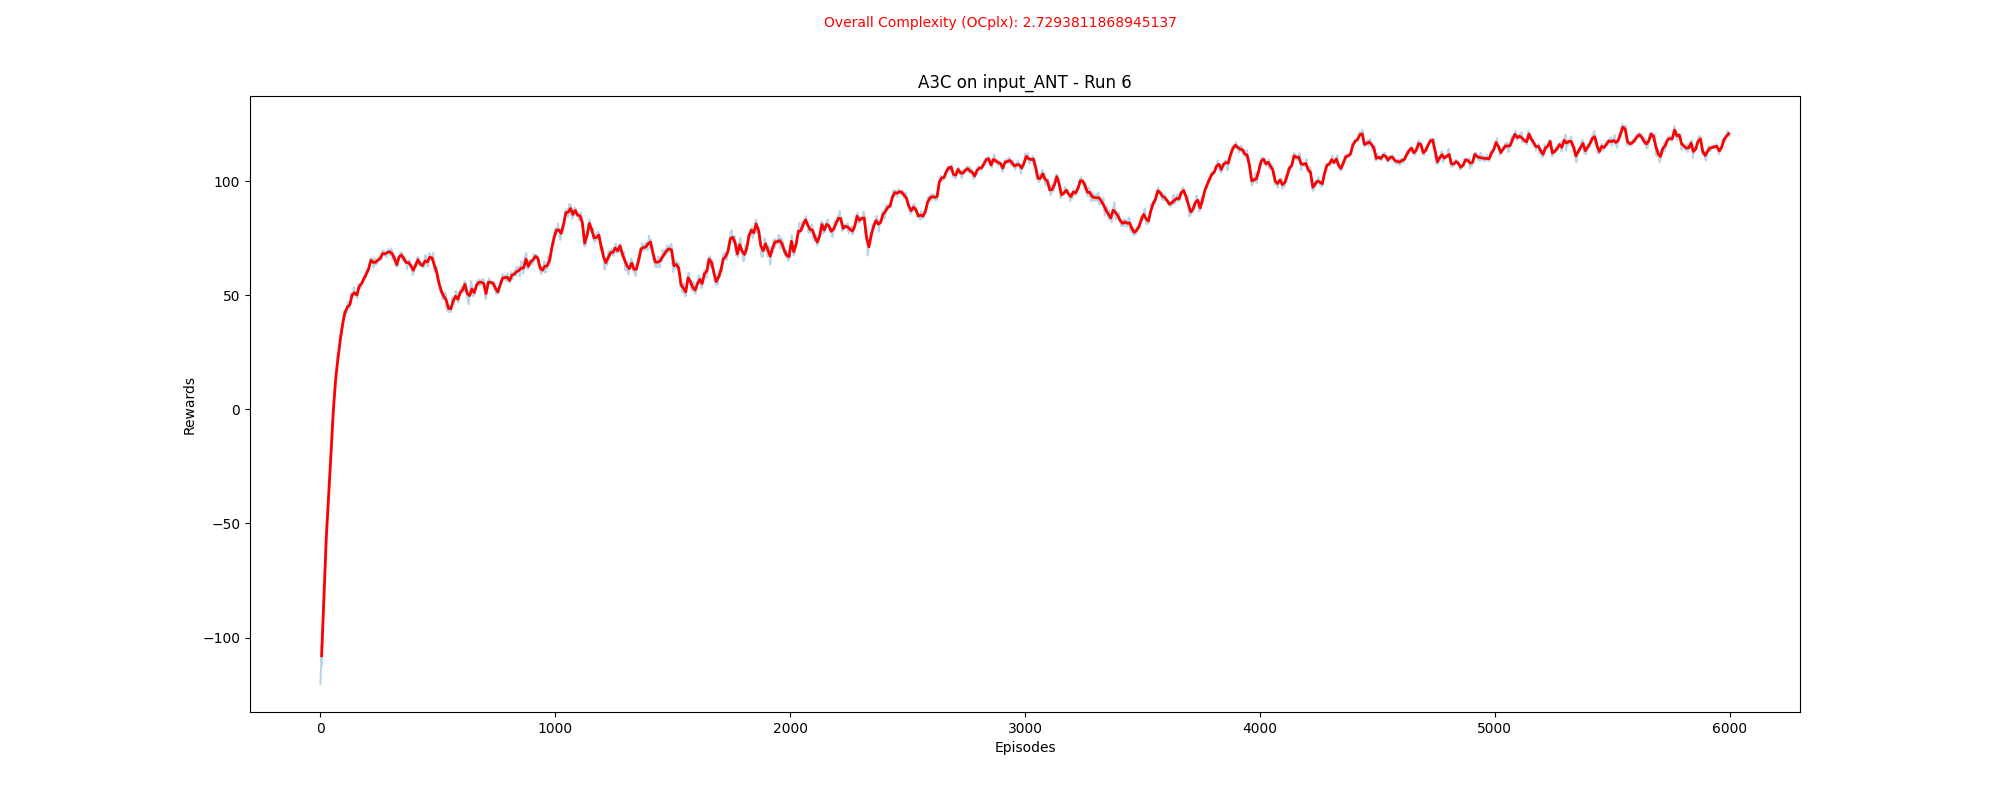 Overall Complexity (OCplx): 2.7293811868945137
A3C on input_ANT - Run 6
100
50
0
−50
−100
Rewards
0 1000 2000 3000 4000 5000 6000
Episodes